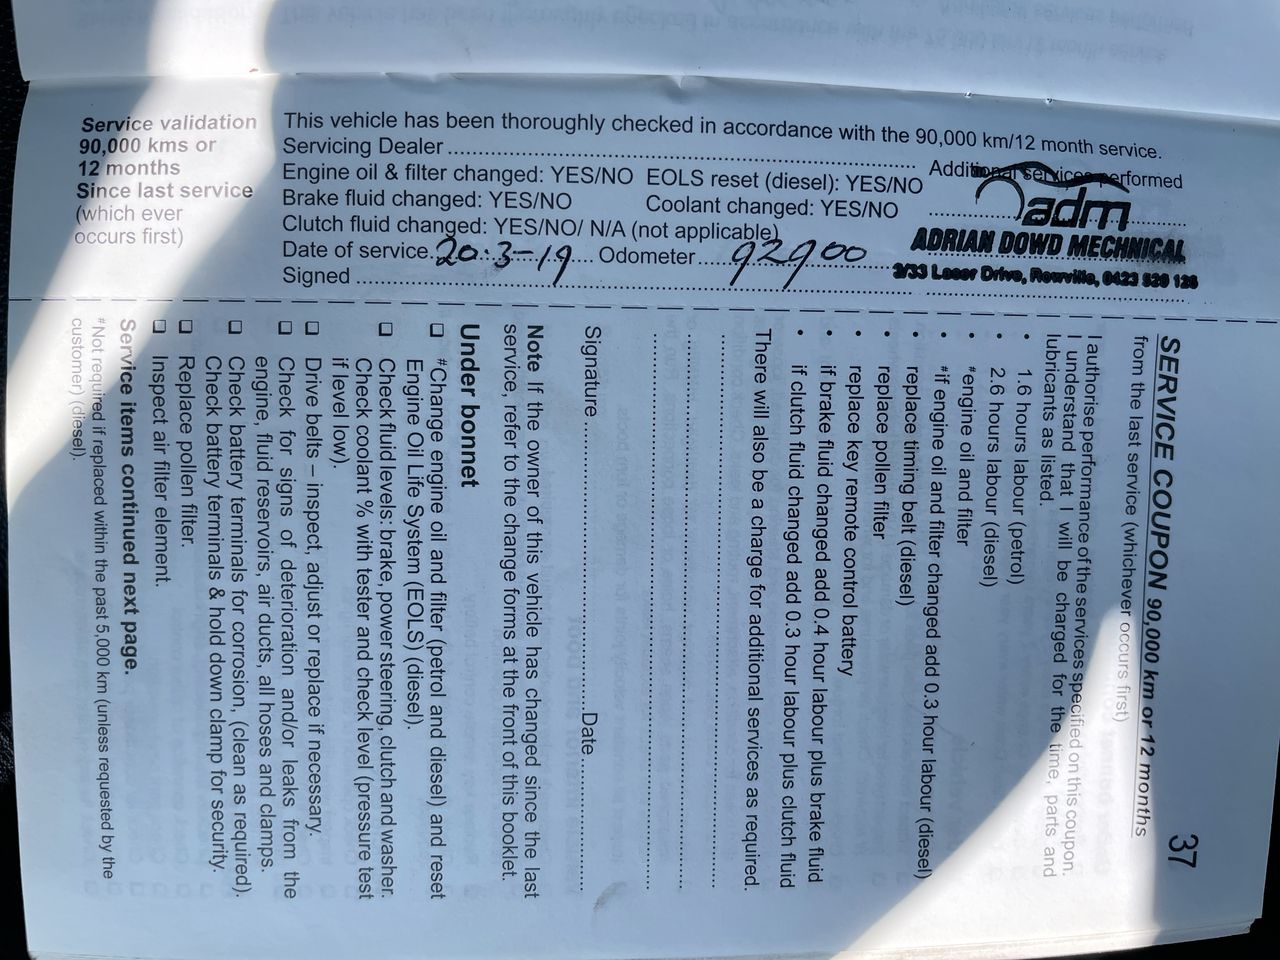 Service validation
90,000 kms or
12 months
Since last service
(which ever
occurs first)
This vehicle has been thoroughly checked in accordance with the 90,000 km/12 month service.
Servicing Dealer
Engine oil & filter changed: YES/NO EOLS reset (diesel): YES/NO
Brake fluid changed: YES/NO Coolant changed: YES/NO
Clutch fluid changed: YES/NO/ N/A (not applicable)
Date of service 20.3-19 Odometer 92900
Signed
Additional services performed
adm
ADRIAN DOWD MECHNICAL
2/33 Laser Drive, Rowville, 0423 529 126
37
SERVICE COUPON 90,000 km or 12 months
from the last service (whichever occurs first)
I authorise performance of the services specified on this coupon.
I understand that I will be charged for the time, parts and
lubricants as listed.
• 1.6 hours labour (petrol)
• 2.6 hours labour (diesel)
• #engine oil and filter
• #if engine oil and filter changed add 0.3 hour labour (diesel)
• replace timing belt (diesel)
• replace pollen filter
• replace key remote control battery
• if brake fluid changed add 0.4 hour labour plus brake fluid
• if clutch fluid changed add 0.3 hour labour plus clutch fluid
There will also be a charge for additional services as required.
Signature Date
Note If the owner of this vehicle has changed since the last
service, refer to the change forms at the front of this booklet.
Under bonnet
☐ #Change engine oil and filter (petrol and diesel) and reset
Engine Oil Life System (EOLS) (diesel).
☐ Check fluid levels: brake, power steering, clutch and washer.
Check coolant % with tester and check level (pressure test
if level low).
☐ Drive belts – inspect, adjust or replace if necessary.
☐ Check for signs of deterioration and/or leaks from the
engine, fluid reservoirs, air ducts, all hoses and clamps.
☐ Check battery terminals for corrosion, (clean as required).
Check battery terminals & hold down clamp for security.
☐ Replace pollen filter.
☐ Inspect air filter element.
Service items continued next page.
#Not required if replaced within the past 5,000 km (unless requested by the
customer) (diesel).